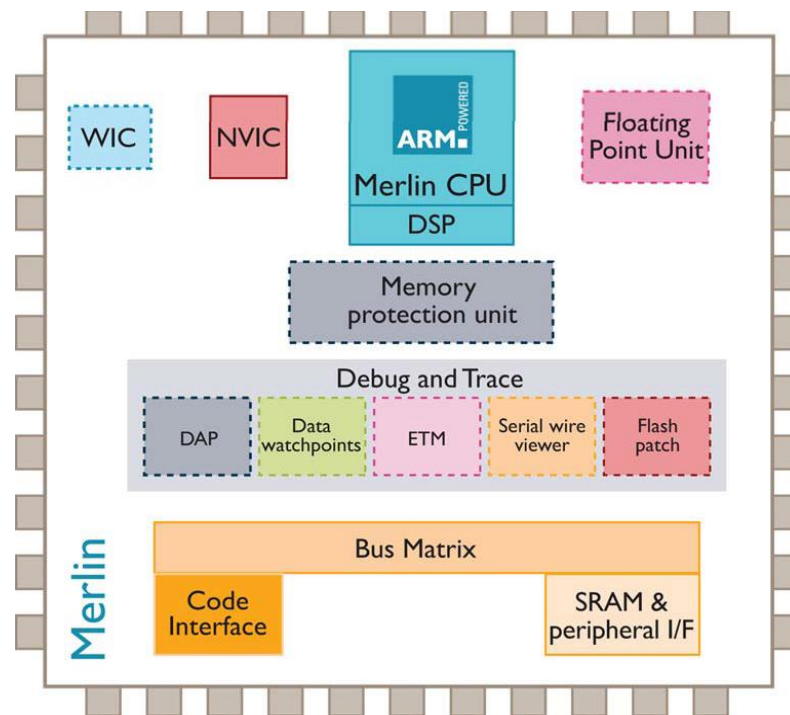 WIC
NVIC
ARM
POWERED
Merlin CPU
DSP
Floating
Point Unit
Memory
protection unit
Debug and Trace
DAP
Data
watchpoints
ETM
Serial wire
viewer
Flash
patch
Merlin
Bus Matrix
Code
Interface
SRAM &
peripheral I/F